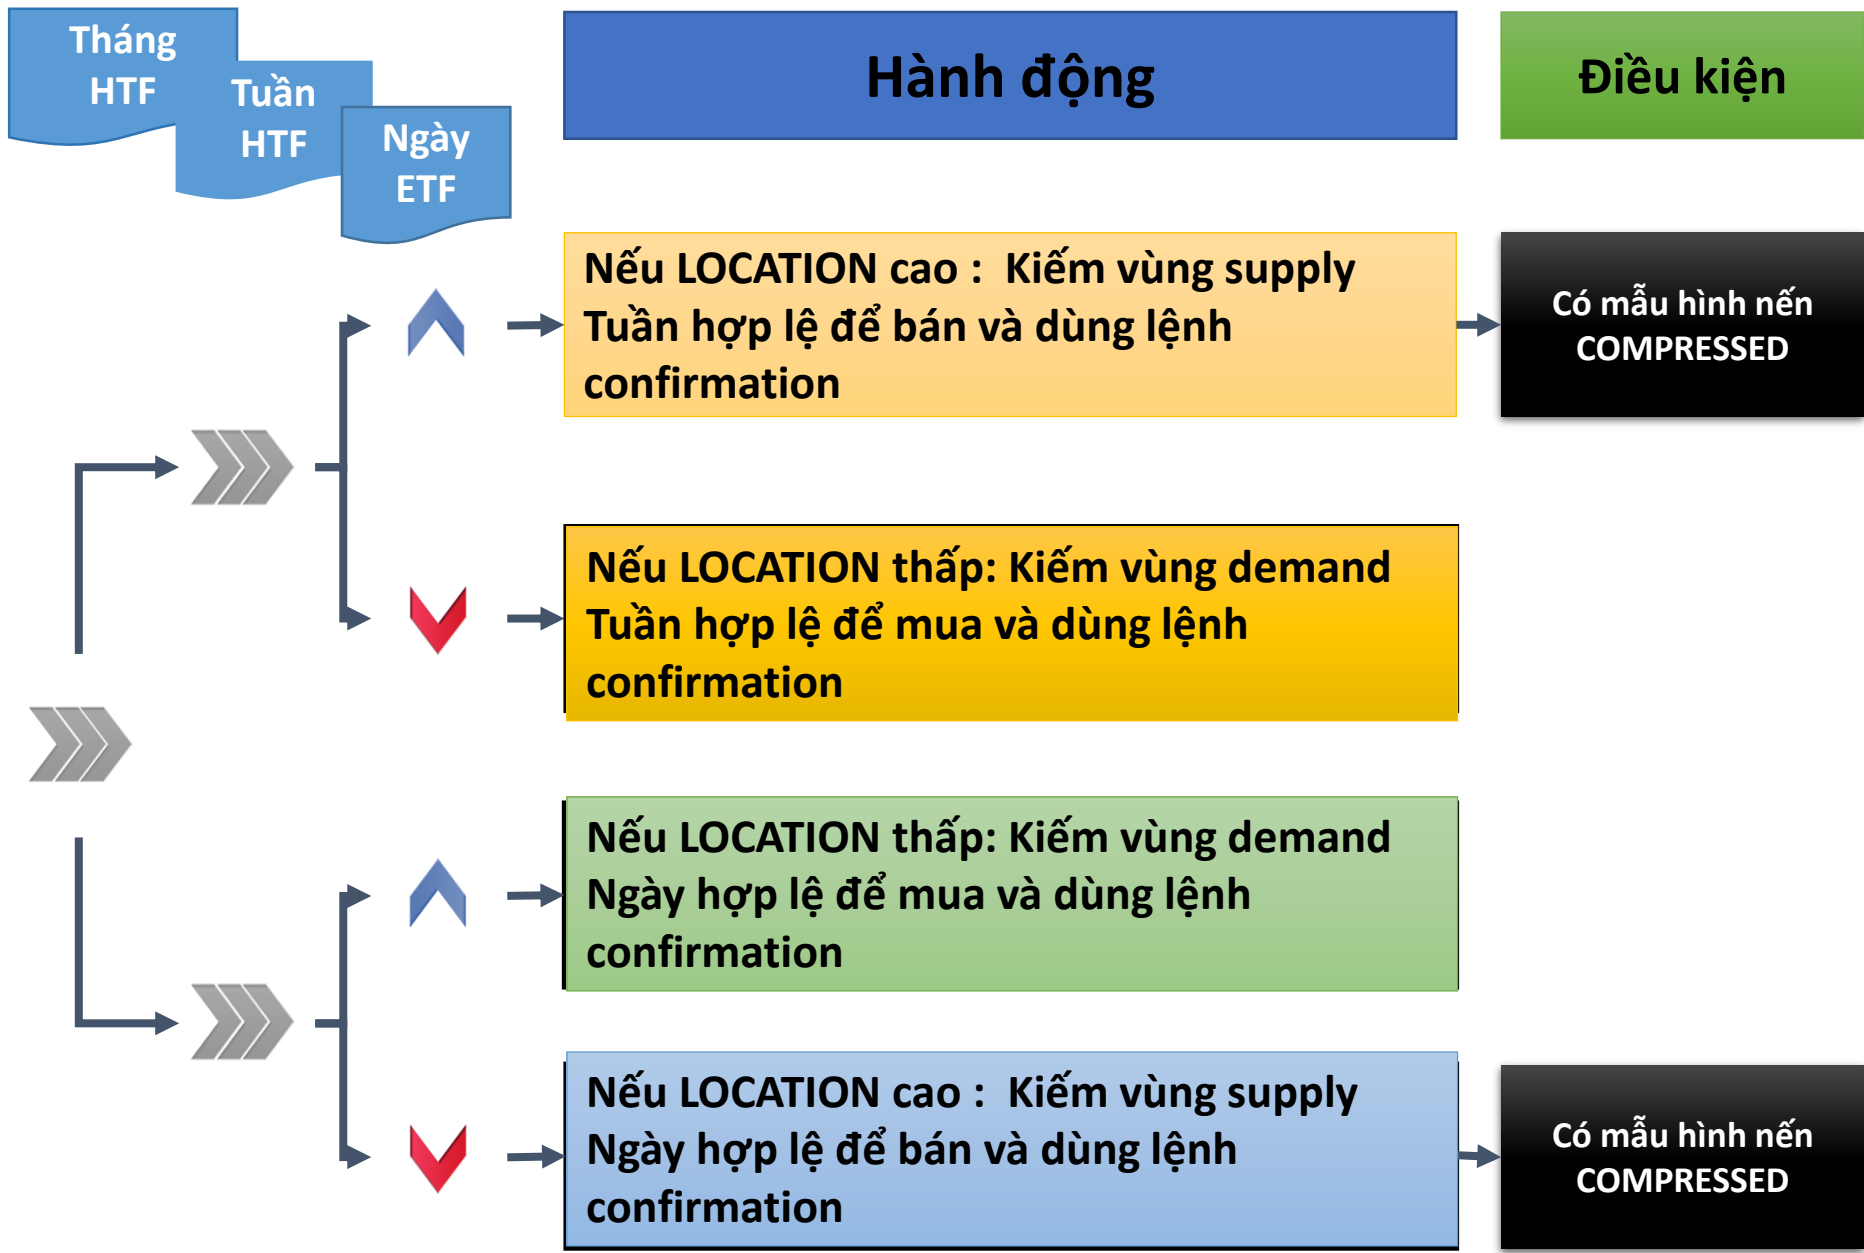 Tháng
HTF
Tuần
HTF
Ngày
ETF
Hành động
Điều kiện
Nếu LOCATION cao : Kiếm vùng supply
Tuần hợp lệ để bán và dùng lệnh
confirmation
Có mẫu hình nến
COMPRESSED
Nếu LOCATION thấp: Kiếm vùng demand
Tuần hợp lệ để mua và dùng lệnh
confirmation
Nếu LOCATION thấp: Kiếm vùng demand
Ngày hợp lệ để mua và dùng lệnh
confirmation
Nếu LOCATION cao : Kiếm vùng supply
Ngày hợp lệ để bán và dùng lệnh
confirmation
Có mẫu hình nến
COMPRESSED